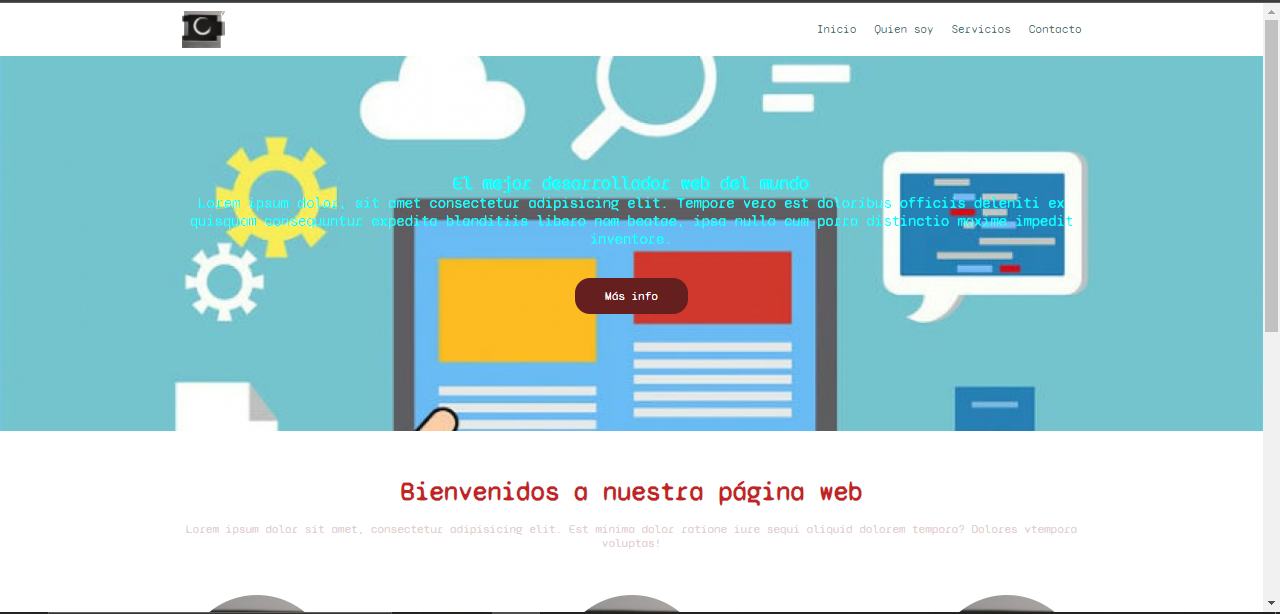 Inicio Quien soy Servicios Contacto
El mejor desarrollador web del mundo
Lorem ipsum dolor, sit amet consectetur adipisicing elit. Tempore vero est doloribus officiis deleniti ex
quisquam consequuntur expedita blanditiis libero nam beatae, ipsa nulla cum porro distinctio maxime impedit
inventore.
Más info
Bienvenidos a nuestra página web
Lorem ipsum dolor sit amet, consectetur adipisicing elit. Est minima dolor ratione iure sequi aliquid dolorem tempora? Dolores vtempora
voluptas!